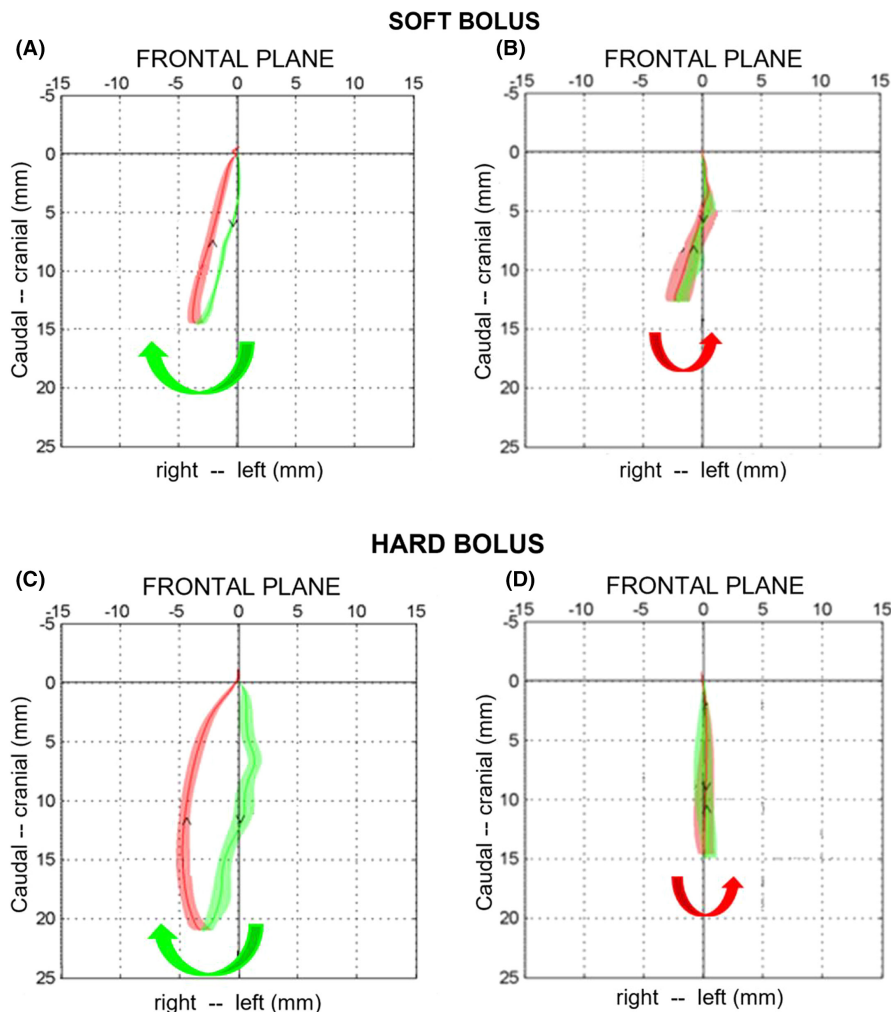 SOFT BOLUS
(A)
FRONTAL PLANE
-15 -10 -5 0 5 10 15
-5
0
5
10
15
20
25
Caudal -- cranial (mm)
right -- left (mm)
(B)
FRONTAL PLANE
-15 -10 -5 0 5 10 15
-5
0
5
10
15
20
25
Caudal -- cranial (mm)
right -- left (mm)
HARD BOLUS
(C)
FRONTAL PLANE
-15 -10 -5 0 5 10 15
-5
0
5
10
15
20
25
Caudal -- cranial (mm)
right -- left (mm)
(D)
FRONTAL PLANE
-15 -10 -5 0 5 10 15
-5
0
5
10
15
20
25
Caudal -- cranial (mm)
right -- left (mm)